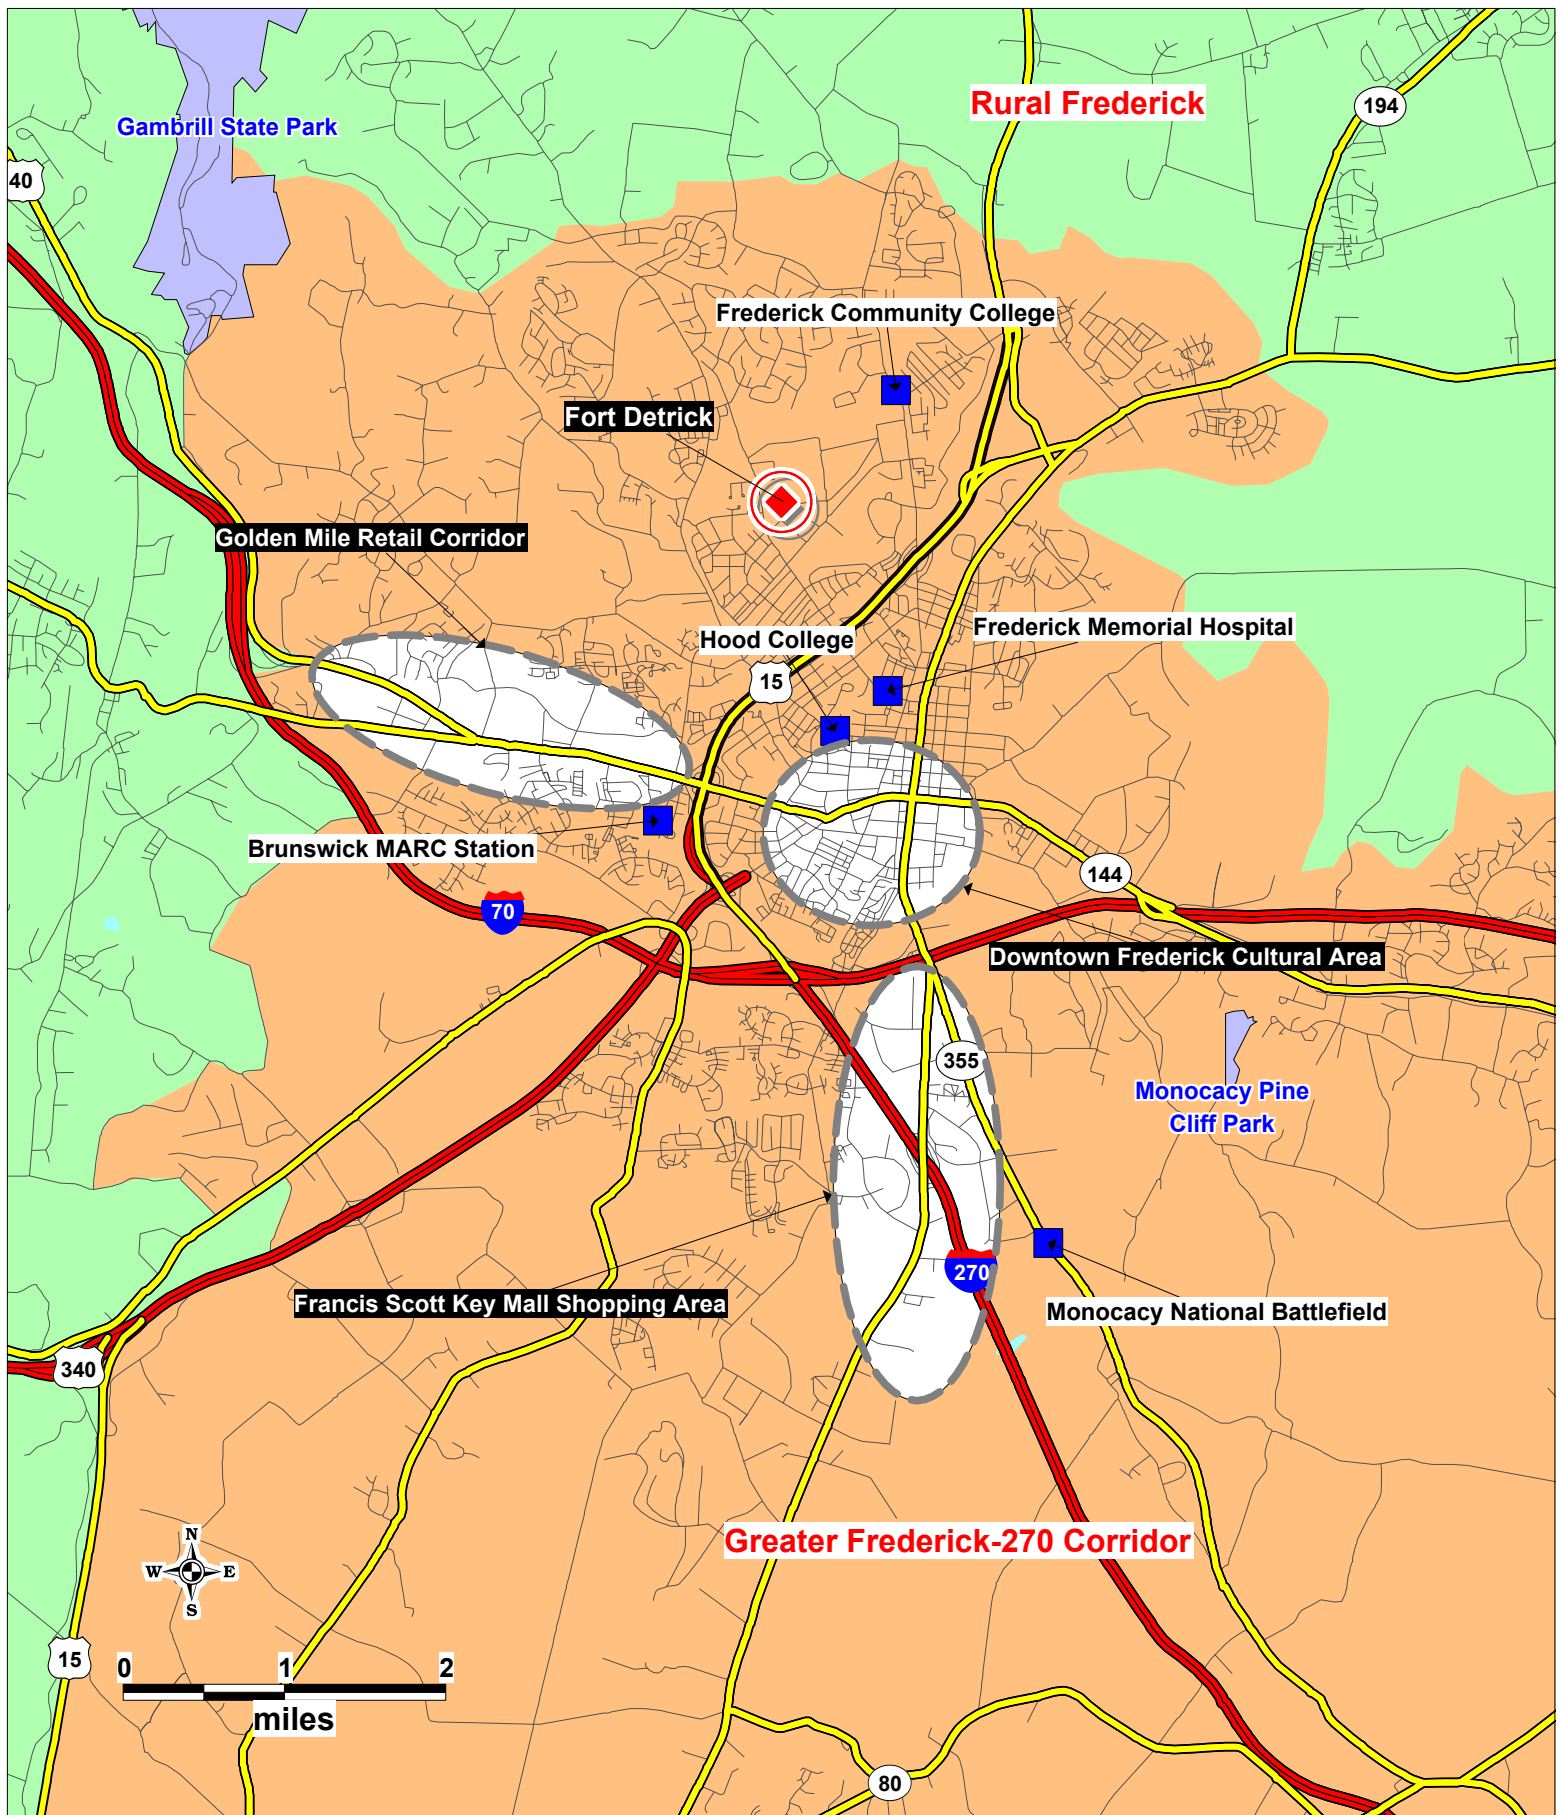 Rural Frederick
194
Gambrill State Park
40
Frederick Community College
Fort Detrick
Golden Mile Retail Corridor
Frederick Memorial Hospital
Hood College
15
Brunswick MARC Station
144
70
Downtown Frederick Cultural Area
355
Monocacy Pine
Cliff Park
270
Francis Scott Key Mall Shopping Area
Monocacy National Battlefield
340
Greater Frederick-270 Corridor
N
W E
S
15
0 1 2
miles
80